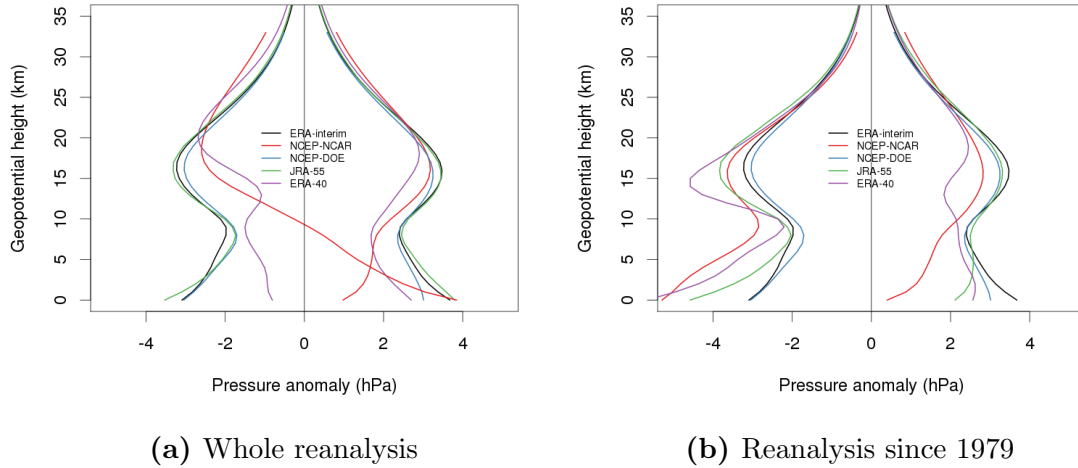 35
30
25
20
15
10
5
0
Geopotential height (km)
ERA-interim
NCEP-NCAR
NCEP-DOE
JRA-55
ERA-40
-4 -2 0 2 4
Pressure anomaly (hPa)
(a) Whole reanalysis
35
30
25
20
15
10
5
0
Geopotential height (km)
ERA-interim
NCEP-NCAR
NCEP-DOE
JRA-55
ERA-40
-4 -2 0 2 4
Pressure anomaly (hPa)
(b) Reanalysis since 1979